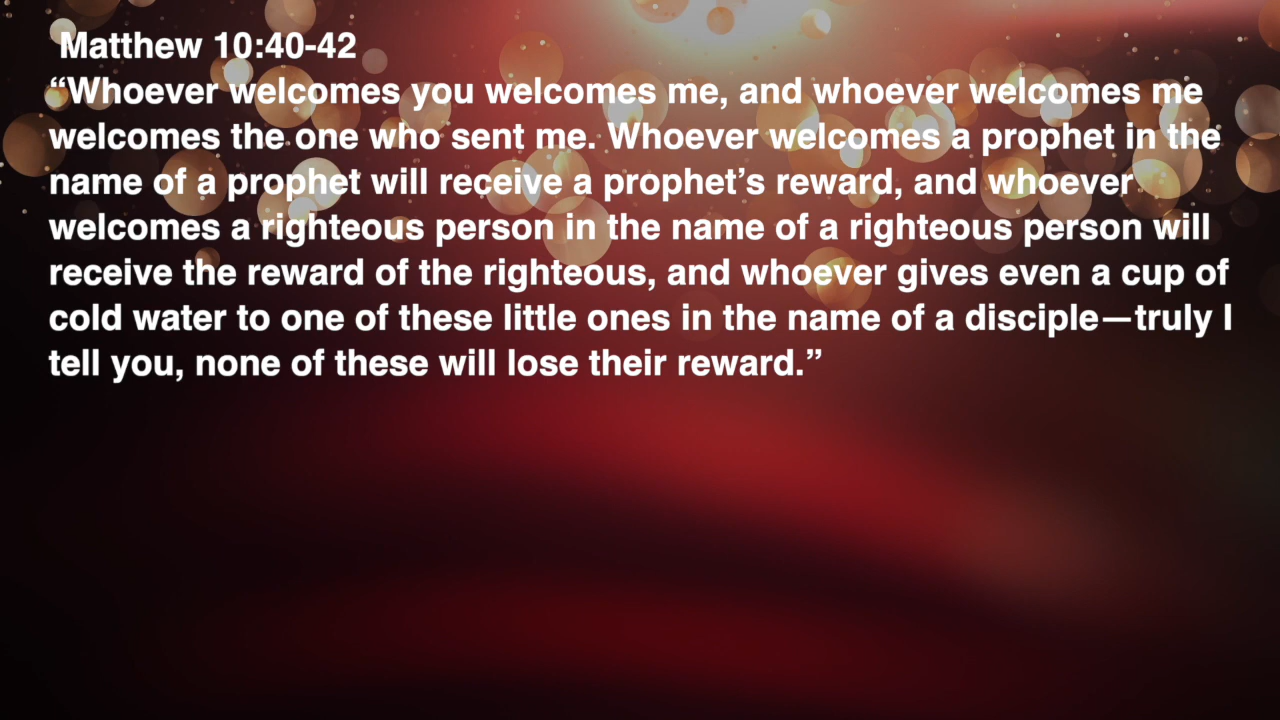 Matthew 10:40-42
“Whoever welcomes you welcomes me, and whoever welcomes me
welcomes the one who sent me. Whoever welcomes a prophet in the
name of a prophet will receive a prophet’s reward, and whoever
welcomes a righteous person in the name of a righteous person will
receive the reward of the righteous, and whoever gives even a cup of
cold water to one of these little ones in the name of a disciple—truly I
tell you, none of these will lose their reward.”